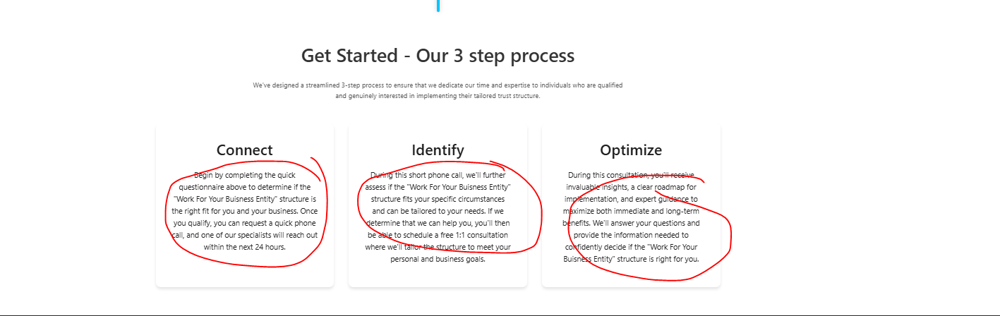 Get Started - Our 3 step process
We've designed a streamlined 3-step process to ensure that we dedicate our time and expertise to individuals who are qualified
and genuinely interested in implementing their tailored trust structure.
Connect
Begin by completing the quick
questionnaire above to determine if the
"Work For Your Buisness Entity" structure is
the right fit for you and your business. Once
you qualify, you can request a quick phone
call, and one of our specialists will reach out
within the next 24 hours.
Identify
During this short phone call, we'll further
assess if the "Work For Your Buisness Entity"
structure fits your specific circumstances
and can be tailored to your needs. If we
determine that we can help you, you'll then
be able to schedule a free 1:1 consultation
where we'll tailor the structure to meet your
personal and business goals.
Optimize
During this consultation, you'll receive
invaluable insights, a clear roadmap for
implementation, and expert guidance to
maximize both immediate and long-term
benefits. We'll answer your questions and
provide the information needed to
confidently decide if the "Work For Your
Buisness Entity" structure is right for you.